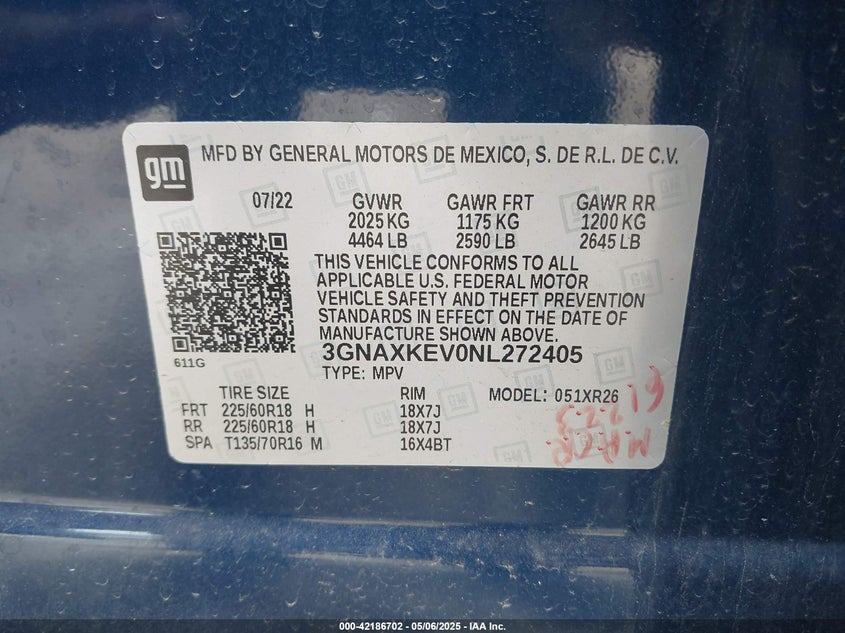 gm
MFD BY GENERAL MOTORS DE MEXICO, S. DE R.L. DE C.V.
07/22 GVWR GAWR FRT GAWR RR
2025 KG 1175 KG 1200 KG
4464 LB 2590 LB 2645 LB
THIS VEHICLE CONFORMS TO ALL
APPLICABLE U.S. FEDERAL MOTOR
VEHICLE SAFETY AND THEFT PREVENTION
STANDARDS IN EFFECT ON THE DATE OF
MANUFACTURE SHOWN ABOVE.
611G
3GNAXKEV0NL272405
TYPE: MPV
TIRE SIZE RIM MODEL: 051XR26
FRT 225/60R18 H 18X7J
RR 225/60R18 H 18X7J
SPA T135/70R16 M 16X4BT
000-42186702 - 05/06/2025 - IAA Inc.